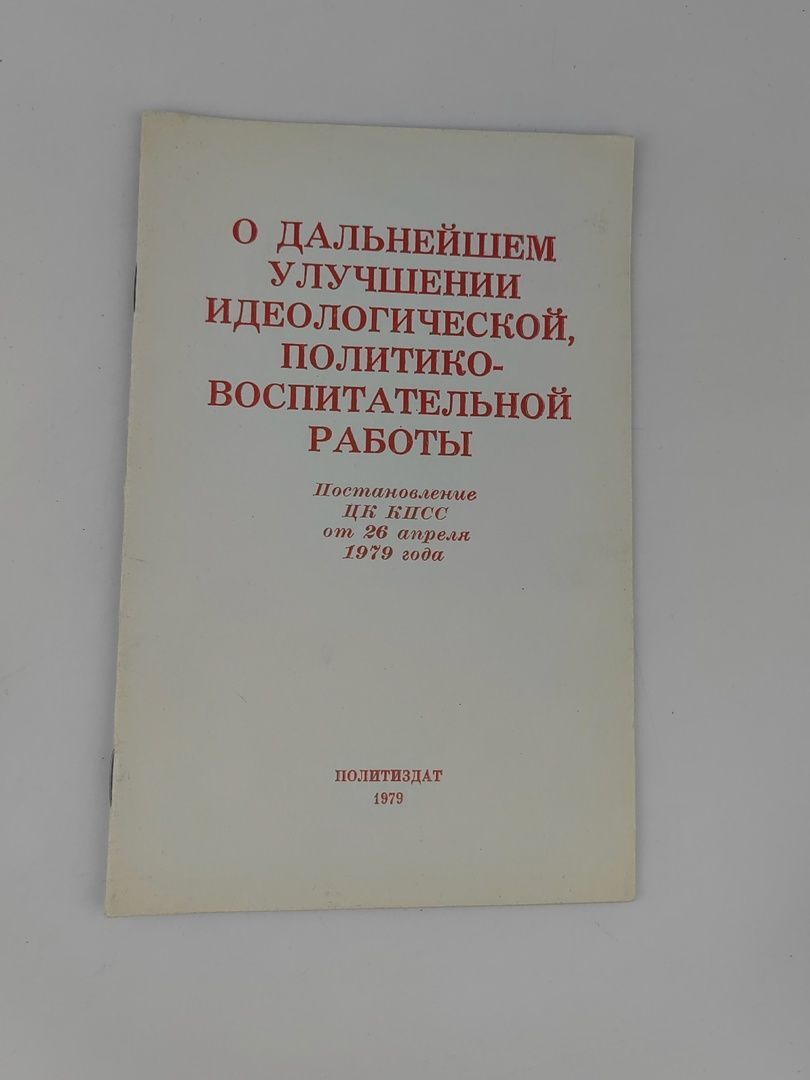 О ДАЛЬНЕЙШЕМ
УЛУЧШЕНИИ
ИДЕОЛОГИЧЕСКОЙ,
ПОЛИТИКО-
ВОСПИТАТЕЛЬНОЙ
РАБОТЫ
Постановление
ЦК КПСС
от 26 апреля
1979 года
ПОЛИТИЗДАТ
1979